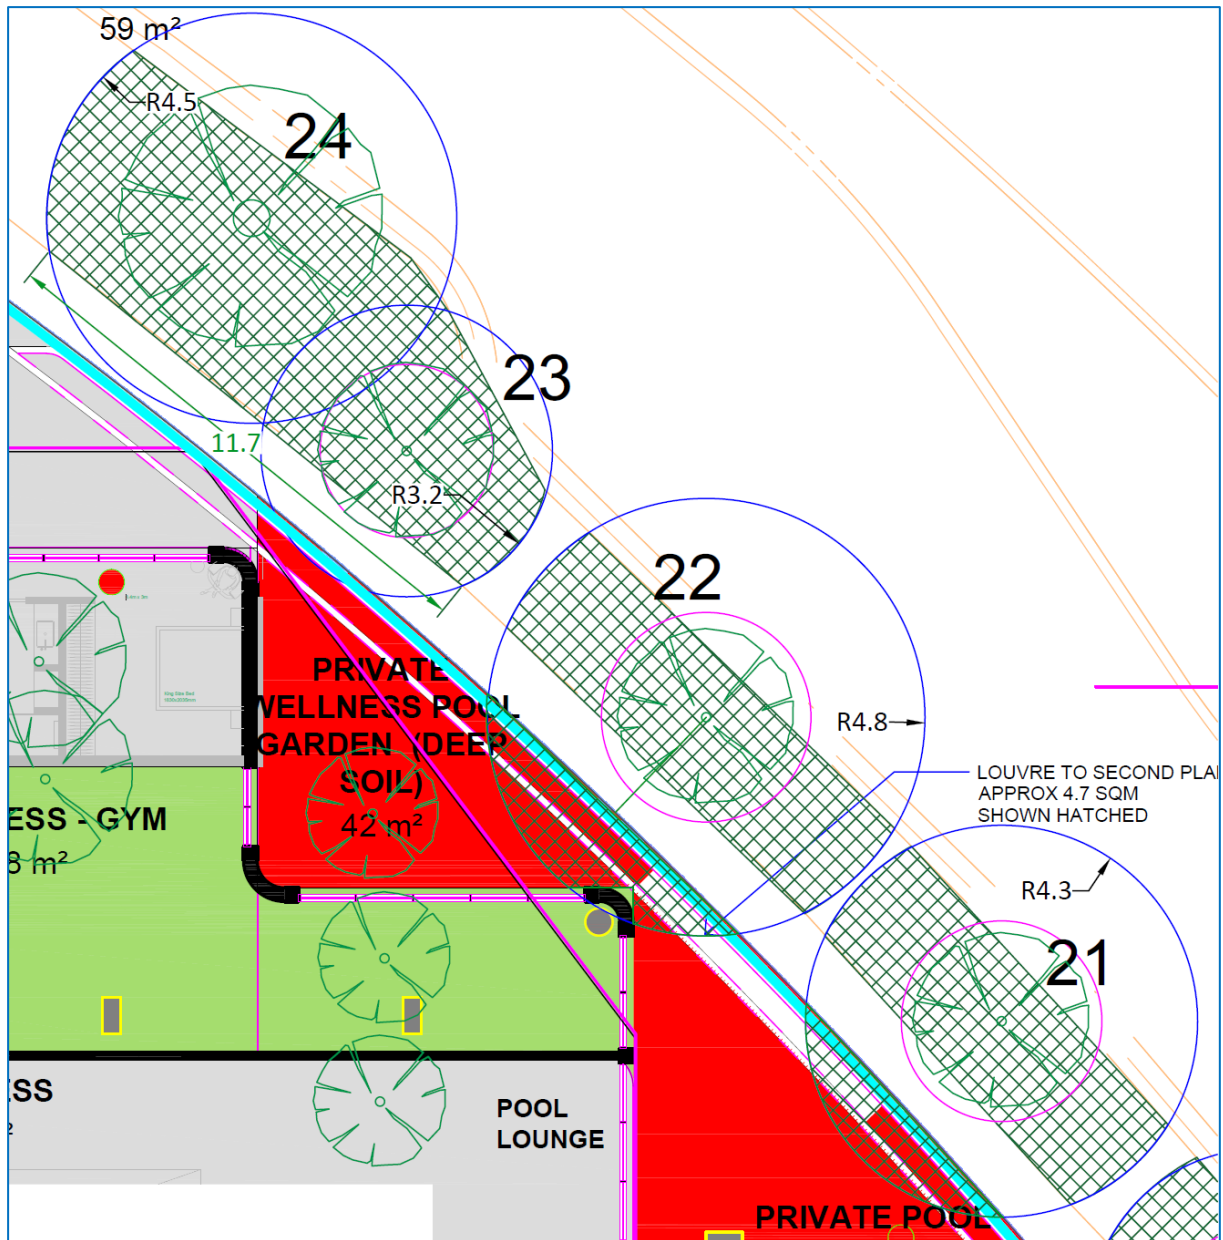 59 m²
R4.5
24
23
11.7
R3.2
22
PRIVATE
WELLNESS POOL
GARDEN (DEEP
SOIL)
42 m²
R4.8
LOUVRE TO SECOND PLA
APPROX 4.7 SQM
SHOWN HATCHED
ESS - GYM
8 m²
R4.3
21
ESS
POOL
LOUNGE
PRIVATE POOL